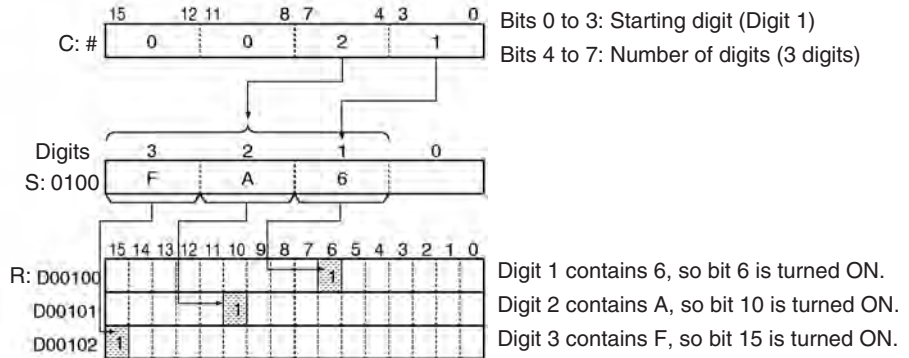 15 12 11 8 7 4 3 0
Bits 0 to 3: Starting digit (Digit 1)
C: # 0 0 2 1
Bits 4 to 7: Number of digits (3 digits)
Digits 3 2 1 0
S: 0100 F A 6
15 14 13 12 11 10 9 8 7 6 5 4 3 2 1 0
R: D00100 1 Digit 1 contains 6, so bit 6 is turned ON.
D00101 1 Digit 2 contains A, so bit 10 is turned ON.
D00102 1 Digit 3 contains F, so bit 15 is turned ON.